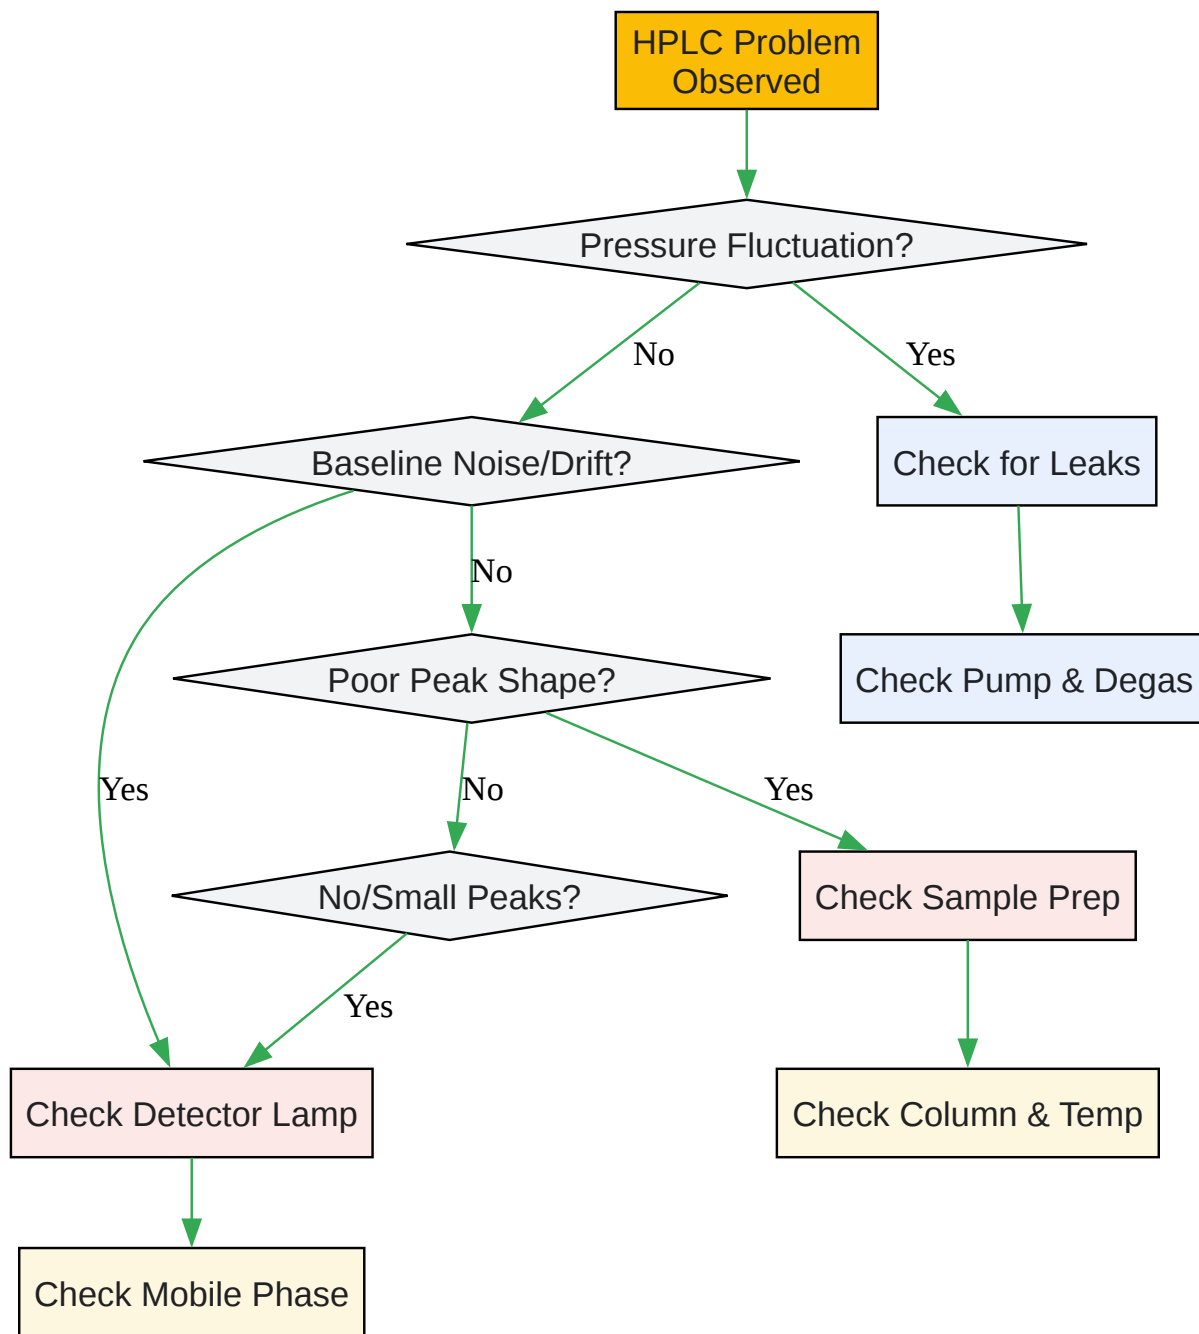 HPLC Problem
Observed
Pressure Fluctuation?
No
Yes
Baseline Noise/Drift?
Check for Leaks
No
Poor Peak Shape?
Check Pump & Degas
Yes
No
Yes
No/Small Peaks?
Check Sample Prep
Yes
Check Detector Lamp
Check Column & Temp
Check Mobile Phase